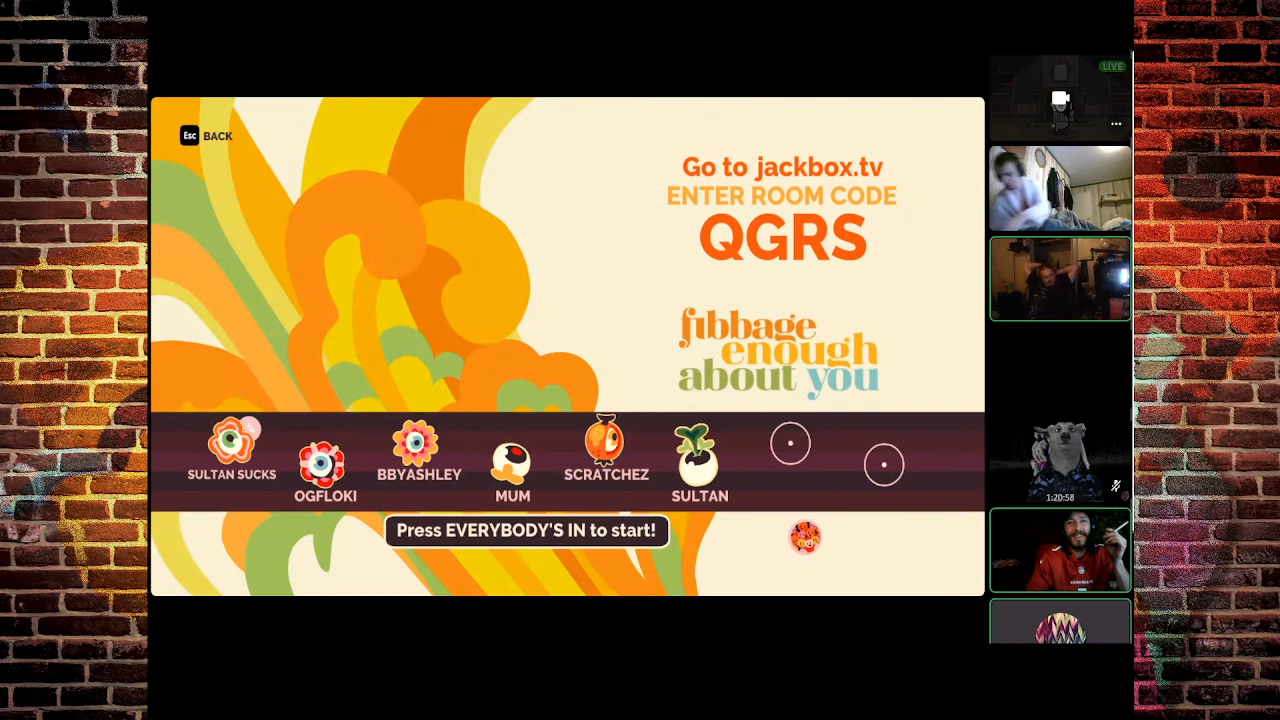 LIVE
Esc BACK
Go to jackbox.tv
ENTER ROOM CODE
QGRS
fibbage
enough
about you
SULTAN SUCKS
OGFLOKI
BBYASHLEY
MUM
SCRATCHEZ
SULTAN
1:20:58
Press EVERYBODY'S IN to start!